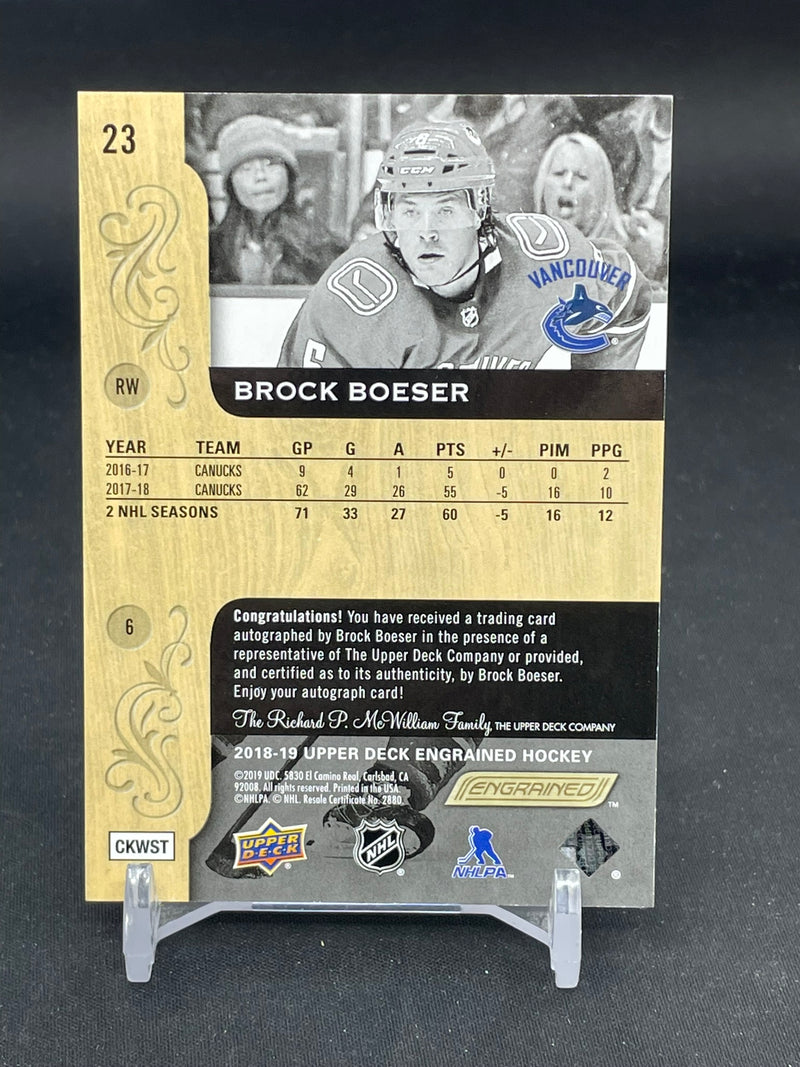 23
CCM
VANCOUVER
6
RW
BROCK BOESER
YEAR TEAM GP G A PTS +/- PIM PPG
2016-17 CANUCKS 9 4 1 5 0 0 2
2017-18 CANUCKS 62 29 26 55 -5 16 10
2 NHL SEASONS 71 33 27 60 -5 16 12
6
Congratulations! You have received a trading card
autographed by Brock Boeser in the presence of a
representative of The Upper Deck Company or provided,
and certified as to its authenticity, by Brock Boeser.
Enjoy your autograph card!
The Richard P. McWilliam Family, THE UPPER DECK COMPANY
2018-19 UPPER DECK ENGRAINED HOCKEY
©2019 UDC. 5830 El Camino Real, Carlsbad, CA
92008. All rights reserved. Printed in the USA.
©NHLPA. © NHL. Resale Certificate No. 2880.
ENGRAINED ™
CKWST
UPPER D·E·C·K ®
NHL ®
NHLPA ™
®